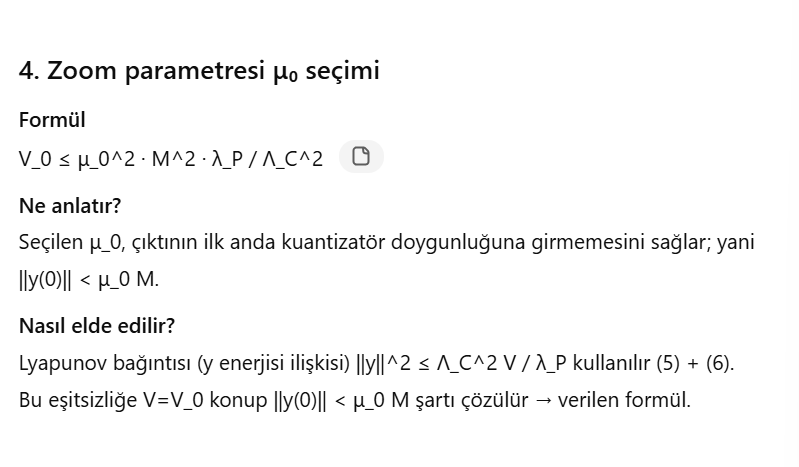 4. Zoom parametresi μ₀ seçimi
Formül
V_0 ≤ μ_0^2 · M^2 · λ_P / Λ_C^2
Ne anlatır?
Seçilen μ_0, çıktının ilk anda kuantizatör doygunluğuna girmemesini sağlar; yani
||y(0)|| < μ_0 M.
Nasıl elde edilir?
Lyapunov bağıntısı (y enerjisi ilişkisi) ||y||^2 ≤ Λ_C^2 V / λ_P kullanılır (5) + (6).
Bu eşitsizliğe V=V_0 konup ||y(0)|| < μ_0 M şartı çözülür → verilen formül.